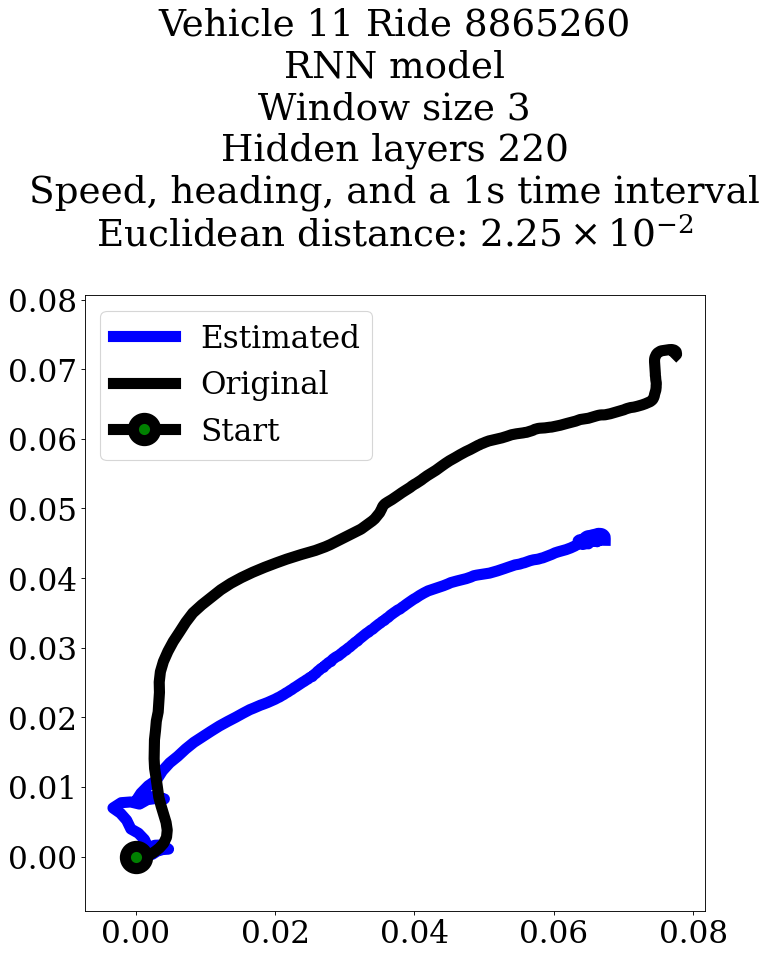 Vehicle 11 Ride 8865260
RNN model
Window size 3
Hidden layers 220
Speed, heading, and a 1s time interval
Euclidean distance: 2.25 × 10⁻²
Estimated
Original
Start
0.08
0.07
0.06
0.05
0.04
0.03
0.02
0.01
0.00
0.00 0.02 0.04 0.06 0.08